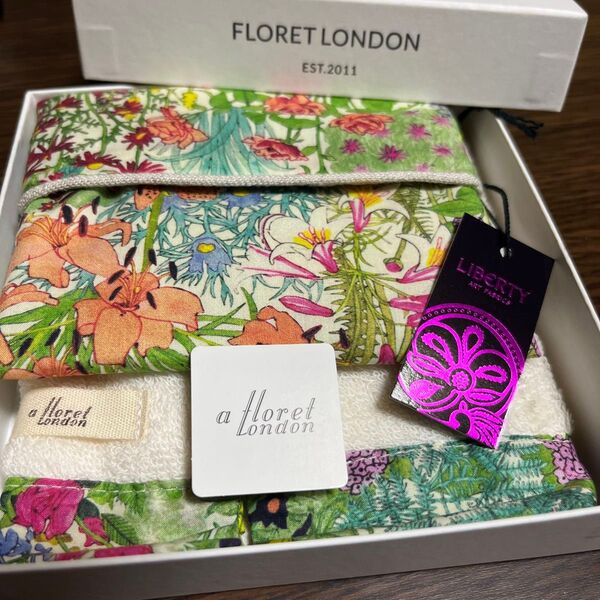 FLORET LONDON
EST.2011
LIBERTY
ART FABRICS
a floret
London
a floret
London